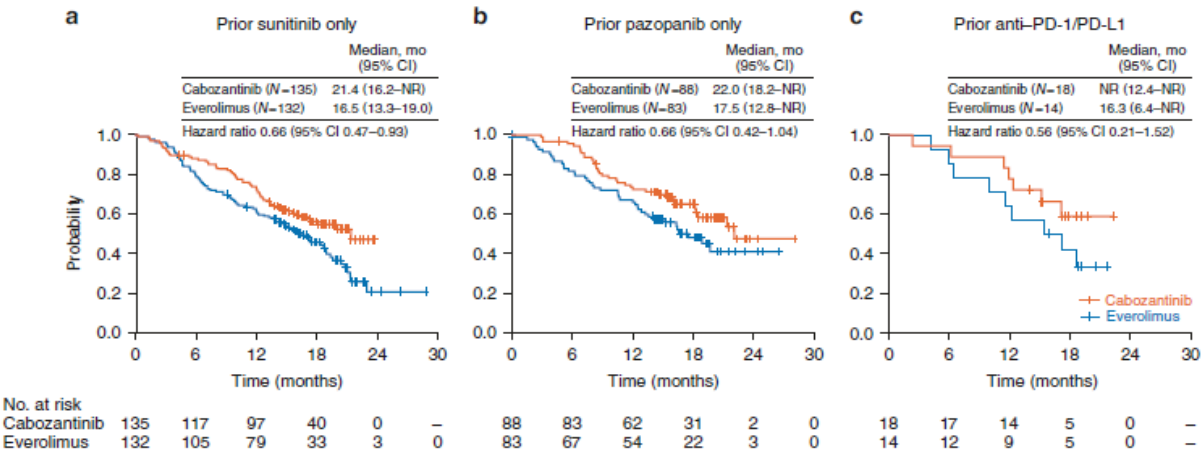 a Prior sunitinib only
Median, mo
(95% CI)
Cabozantinib (N=135) 21.4 (16.2–NR)
Everolimus (N=132) 16.5 (13.3–19.0)
Hazard ratio 0.66 (95% CI 0.47–0.93)
Probability
1.0
0.8
0.6
0.4
0.2
0.0
0 6 12 18 24 30
Time (months)
b Prior pazopanib only
Median, mo
(95% CI)
Cabozantinib (N=88) 22.0 (18.2–NR)
Everolimus (N=83) 17.5 (12.8–NR)
Hazard ratio 0.66 (95% CI 0.42–1.04)
1.0
0.8
0.6
0.4
0.2
0.0
0 6 12 18 24 30
Time (months)
c Prior anti–PD-1/PD-L1
Median, mo
(95% CI)
Cabozantinib (N=18) NR (12.4–NR)
Everolimus (N=14) 16.3 (6.4–NR)
Hazard ratio 0.56 (95% CI 0.21–1.52)
1.0
0.8
0.6
0.4
0.2
0.0
Cabozantinib
Everolimus
0 6 12 18 24 30
Time (months)
No. at risk
Cabozantinib 135 117 97 40 0 – 88 83 62 31 2 0 18 17 14 5 0 –
Everolimus 132 105 79 33 3 0 83 67 54 22 3 0 14 12 9 5 0 –